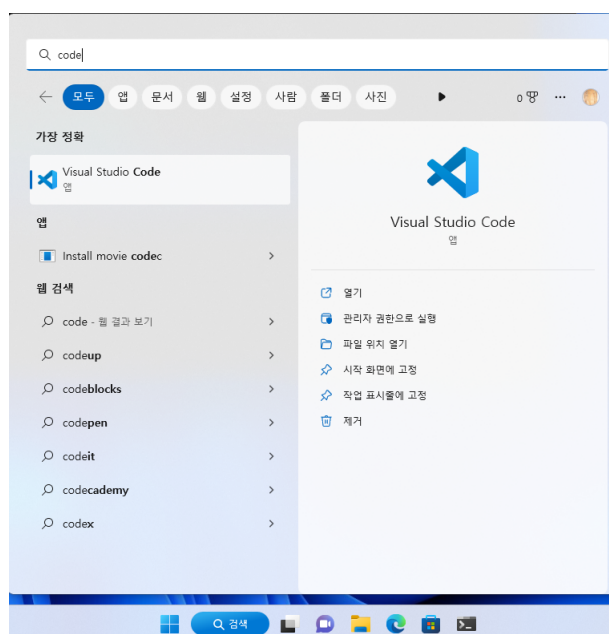 code
모두 앱 문서 웹 설정 사람 폴더 사진 0 ...
가장 정확
Visual Studio Code
앱
앱
Install movie codec
웹 검색
code - 웹 결과 보기
codeup
codeblocks
codepen
codeit
codecademy
codex
Visual Studio Code
앱
열기
관리자 권한으로 실행
파일 위치 열기
시작 화면에 고정
작업 표시줄에 고정
제거
검색